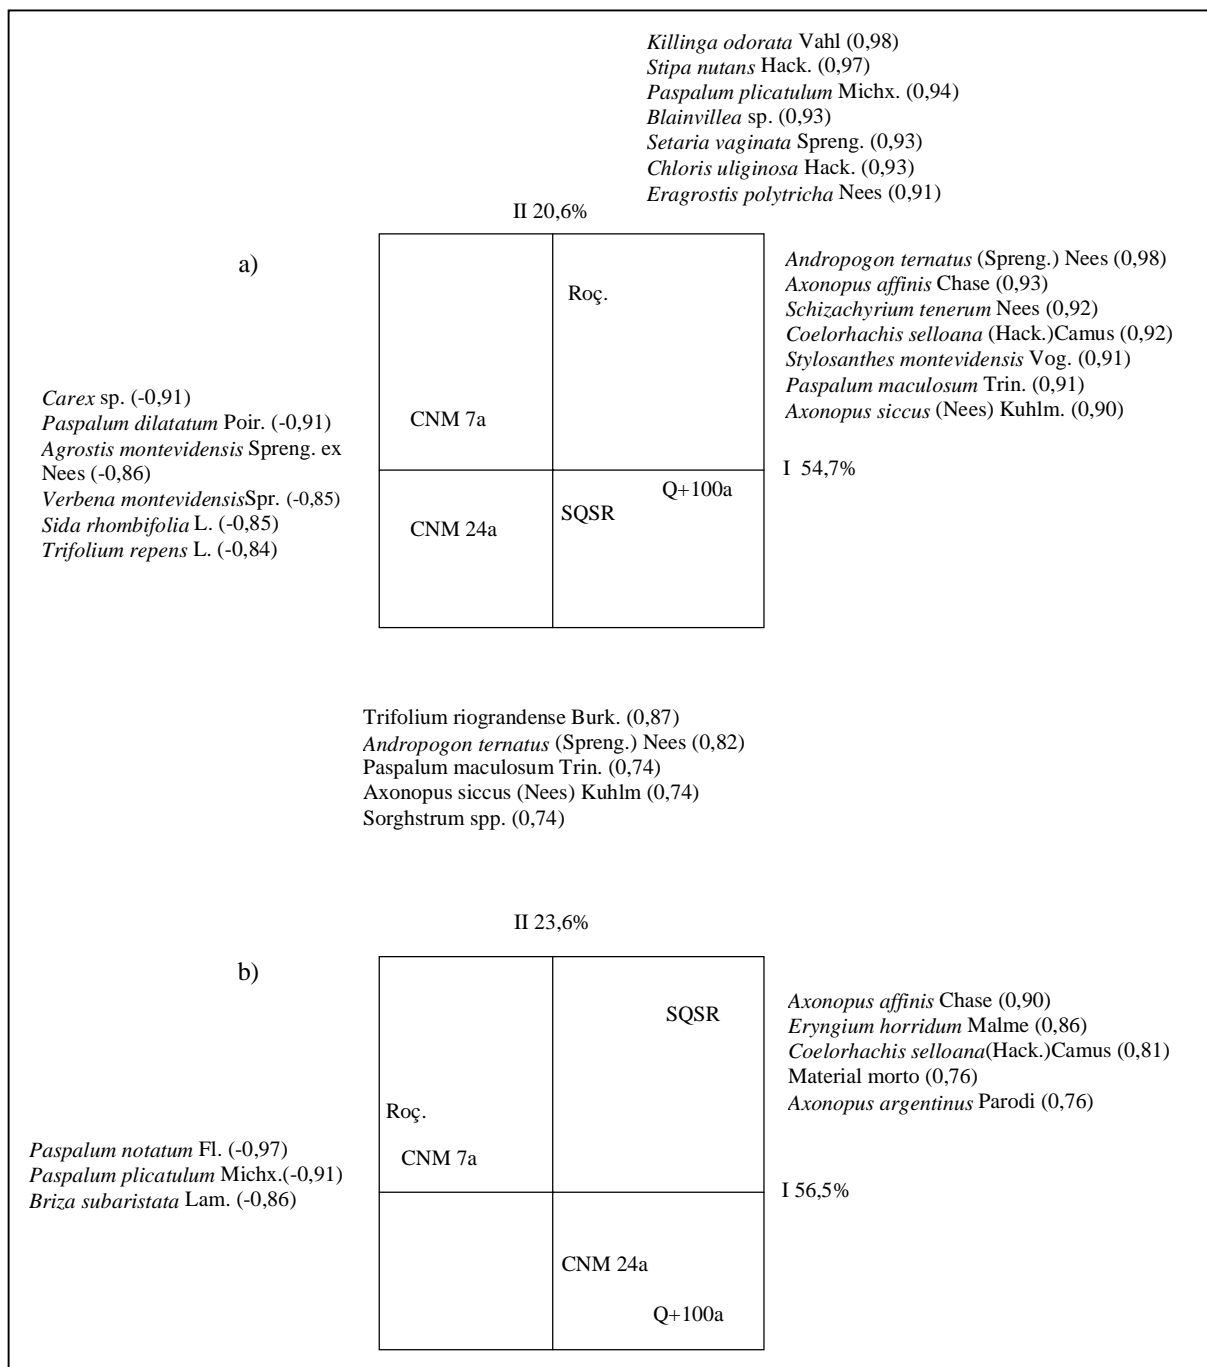 Killinga odorata Vahl (0,98)
Stipa nutans Hack. (0,97)
Paspalum plicatulum Michx. (0,94)
Blainvillea sp. (0,93)
Setaria vaginata Spreng. (0,93)
Chloris uliginosa Hack. (0,93)
Eragrostis polytricha Nees (0,91)
II 20,6%
a)
Roç.
CNM 7a
Q+100a
SQSR
CNM 24a
I 54,7%
Andropogon ternatus (Spreng.) Nees (0,98)
Axonopus affinis Chase (0,93)
Schizachyrium tenerum Nees (0,92)
Coelorhachis selloana (Hack.)Camus (0,92)
Stylosanthes montevidensis Vog. (0,91)
Paspalum maculosum Trin. (0,91)
Axonopus siccus (Nees) Kuhlm. (0,90)
Carex sp. (-0,91)
Paspalum dilatatum Poir. (-0,91)
Agrostis montevidensis Spreng. ex
Nees (-0,86)
Verbena montevidensisSpr. (-0,85)
Sida rhombifolia L. (-0,85)
Trifolium repens L. (-0,84)
Trifolium riograndense Burk. (0,87)
Andropogon ternatus (Spreng.) Nees (0,82)
Paspalum maculosum Trin. (0,74)
Axonopus siccus (Nees) Kuhlm (0,74)
Sorghstrum spp. (0,74)
II 23,6%
b)
SQSR
Roç.
CNM 7a
CNM 24a
Q+100a
I 56,5%
Axonopus affinis Chase (0,90)
Eryngium horridum Malme (0,86)
Coelorhachis selloana(Hack.)Camus (0,81)
Material morto (0,76)
Axonopus argentinus Parodi (0,76)
Paspalum notatum Fl. (-0,97)
Paspalum plicatulum Michx.(-0,91)
Briza subaristata Lam. (-0,86)